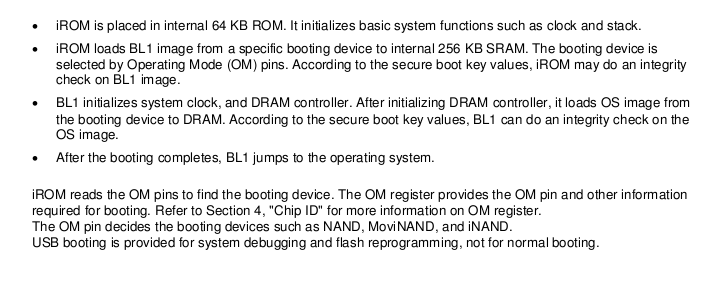 • iROM is placed in internal 64 KB ROM. It initializes basic system functions such as clock and stack.
• iROM loads BL1 image from a specific booting device to internal 256 KB SRAM. The booting device is
selected by Operating Mode (OM) pins. According to the secure boot key values, iROM may do an integrity
check on BL1 image.
• BL1 initializes system clock, and DRAM controller. After initializing DRAM controller, it loads OS image from
the booting device to DRAM. According to the secure boot key values, BL1 can do an integrity check on the
OS image.
• After the booting completes, BL1 jumps to the operating system.
iROM reads the OM pins to find the booting device. The OM register provides the OM pin and other information
required for booting. Refer to Section 4, "Chip ID" for more information on OM register.
The OM pin decides the booting devices such as NAND, MoviNAND, and iNAND.
USB booting is provided for system debugging and flash reprogramming, not for normal booting.